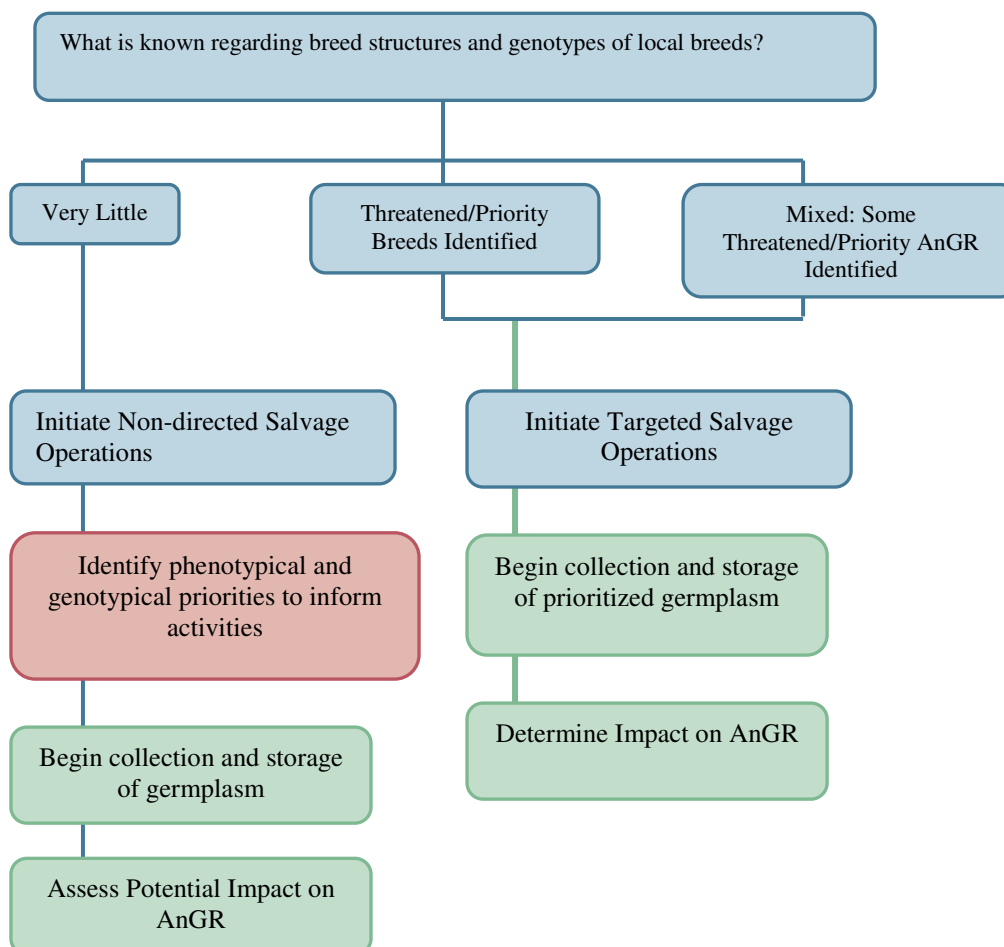 What is known regarding breed structures and genotypes of local breeds?
Very Little
Threatened/Priority
Breeds Identified
Mixed: Some
Threatened/Priority AnGR
Identified
Initiate Non-directed Salvage
Operations
Initiate Targeted Salvage
Operations
Identify phenotypical and
genotypical priorities to inform
activities
Begin collection and storage
of prioritized germplasm
Begin collection and storage
of germplasm
Determine Impact on AnGR
Assess Potential Impact on
AnGR